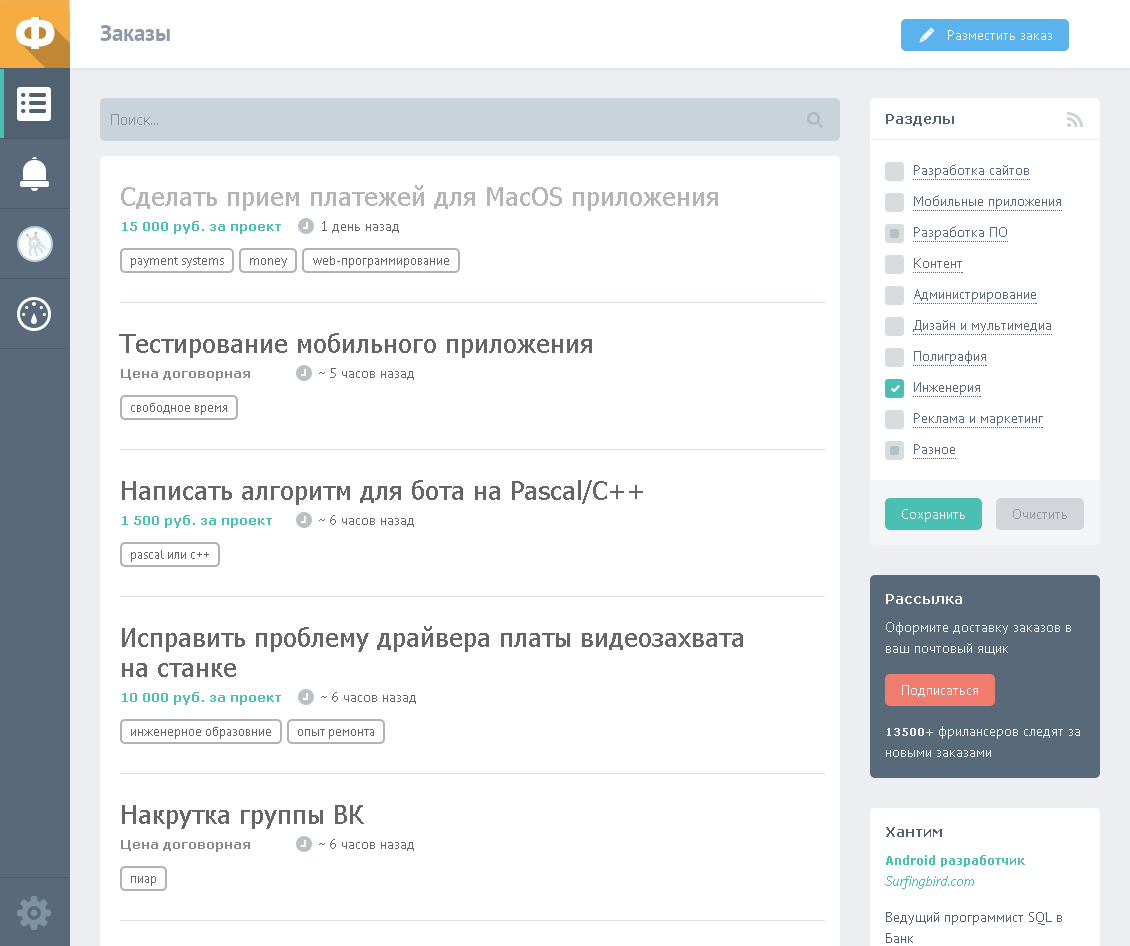 Ф
Заказы
Разместить заказ
Поиск...
Сделать прием платежей для MacOS приложения
15 000 руб. за проект 1 день назад
payment systems money web-программирование
Тестирование мобильного приложения
Цена договорная ~ 5 часов назад
свободное время
Написать алгоритм для бота на Pascal/C++
1 500 руб. за проект ~ 6 часов назад
pascal или c++
Исправить проблему драйвера платы видеозахвата
на станке
10 000 руб. за проект ~ 6 часов назад
инженерное образовние опыт ремонта
Накрутка группы ВК
Цена договорная ~ 6 часов назад
пиар
Разделы
Разработка сайтов
Мобильные приложения
Разработка ПО
Контент
Администрирование
Дизайн и мультимедиа
Полиграфия
Инженерия
Реклама и маркетинг
Разное
Сохранить Очистить
Рассылка
Оформите доставку заказов в
ваш почтовый ящик
Подписаться
13500+ фрилансеров следят за
новыми заказами
Хантим
Android разработчик
Surfingbird.com
Ведущий программист SQL в
Банк